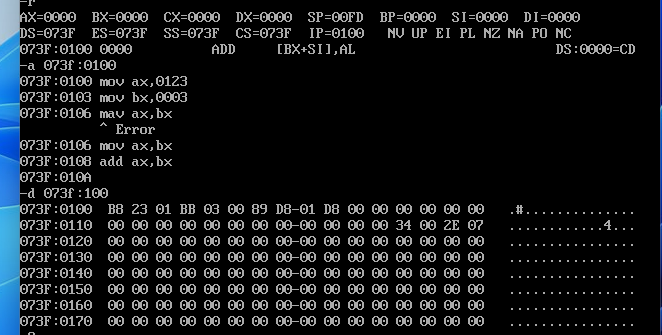 -r
AX=0000  BX=0000  CX=0000  DX=0000  SP=00FD  BP=0000  SI=0000  DI=0000
DS=073F  ES=073F  SS=073F  CS=073F  IP=0100   NV UP EI PL NZ NA PO NC
073F:0100 0000          ADD     [BX+SI],AL                         DS:0000=CD
-a 073f:0100
073F:0100 mov ax,0123
073F:0103 mov bx,0003
073F:0106 mav ax,bx
           ^ Error
073F:0106 mov ax,bx
073F:0108 add ax,bx
073F:010A
-d 073f:100
073F:0100  B8 23 01 BB 03 00 89 D8-01 D8 00 00 00 00 00 00   .#..............
073F:0110  00 00 00 00 00 00 00 00-00 00 00 00 34 00 2E 07   ............4...
073F:0120  00 00 00 00 00 00 00 00-00 00 00 00 00 00 00 00   ................
073F:0130  00 00 00 00 00 00 00 00-00 00 00 00 00 00 00 00   ................
073F:0140  00 00 00 00 00 00 00 00-00 00 00 00 00 00 00 00   ................
073F:0150  00 00 00 00 00 00 00 00-00 00 00 00 00 00 00 00   ................
073F:0160  00 00 00 00 00 00 00 00-00 00 00 00 00 00 00 00   ................
073F:0170  00 00 00 00 00 00 00 00-00 00 00 00 00 00 00 00   ................